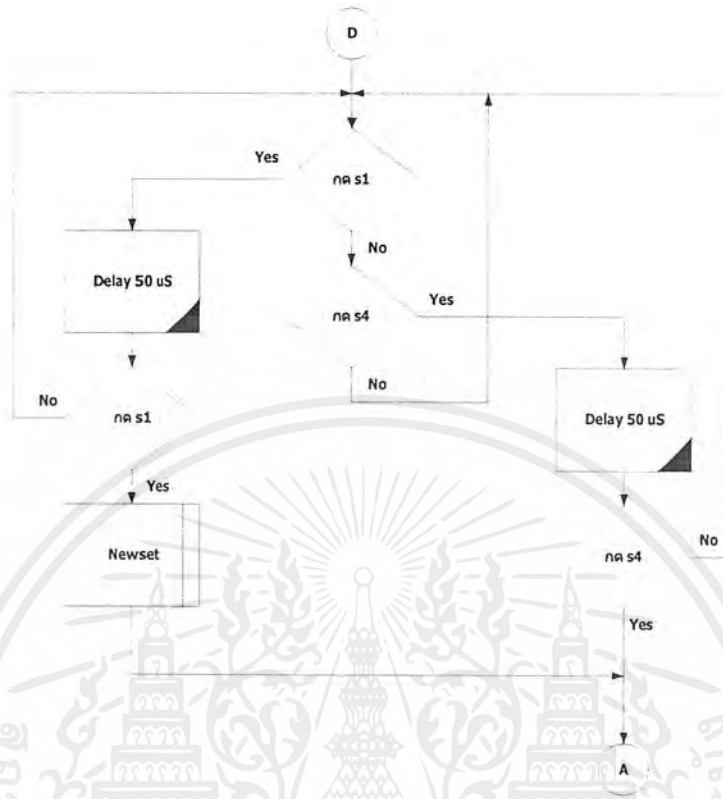 D
Yes
กด s1
No
Delay 50 uS
กด s4
Yes
No
No
กด s1
Delay 50 uS
Yes
Newset
กด s4
No
Yes
A